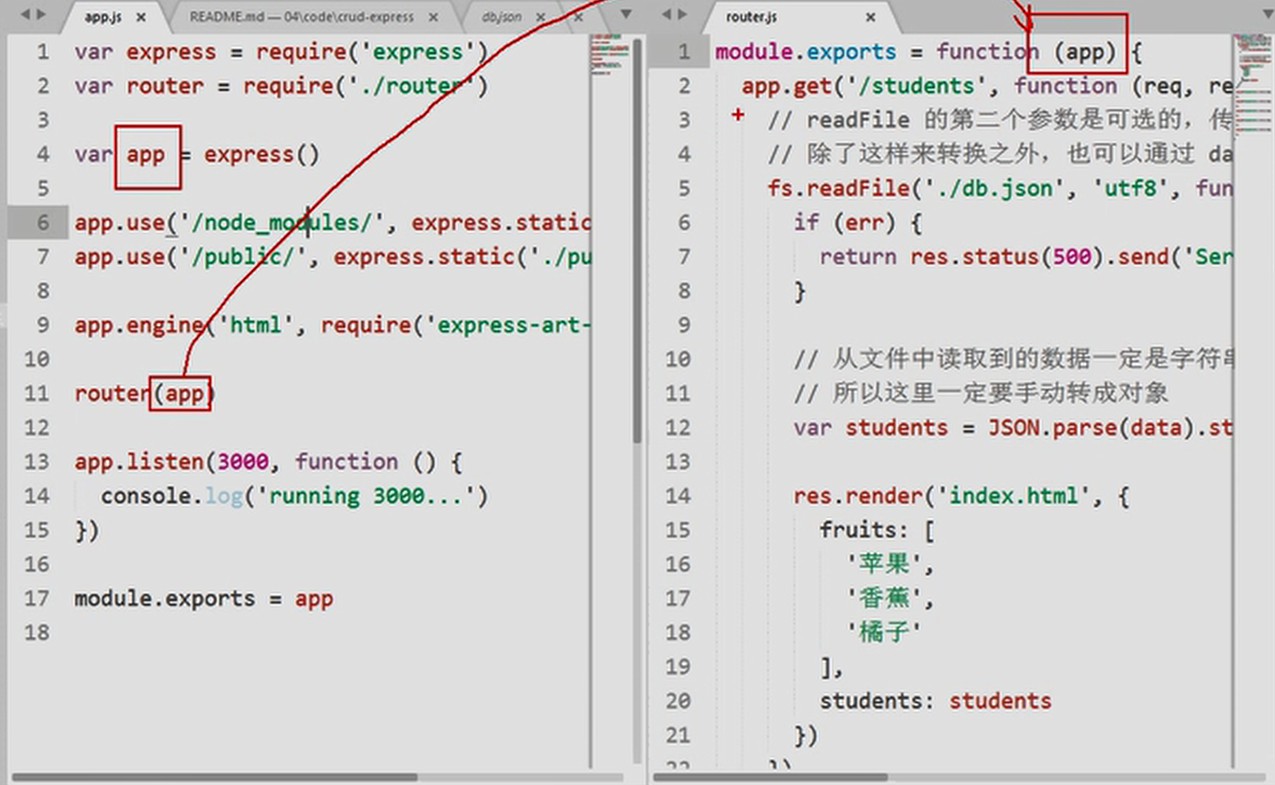 app.js
README.md — 04\code\crud-express
db.json
1 var express = require('express')
2 var router = require('./router')
3
4 var app = express()
5
6 app.use('/node_modules/', express.static
7 app.use('/public/', express.static('./pu
8
9 app.engine('html', require('express-art-
10
11 router(app)
12
13 app.listen(3000, function () {
14 console.log('running 3000...')
15 })
16
17 module.exports = app
18
router.js
1 module.exports = function (app) {
2 app.get('/students', function (req, re
3 // readFile 的第二个参数是可选的，传
4 // 除了这样来转换之外，也可以通过 da
5 fs.readFile('./db.json', 'utf8', fun
6 if (err) {
7 return res.status(500).send('Ser
8 }
9
10 // 从文件中读取到的数据一定是字符串
11 // 所以这里一定要手动转成对象
12 var students = JSON.parse(data).st
13
14 res.render('index.html', {
15 fruits: [
16 '苹果',
17 '香蕉',
18 '橘子'
19 ],
20 students: students
21 })
22 })